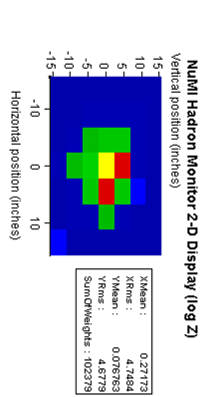 NuMI Hadron Monitor 2-D Display (log Z)
Vertical position (inches)
15
10
5
0
-5
-10
-15
-10
0
10
Horizontal position (inches)
XMean : 0.27173
XRms : 4.7484
YMean : 0.076763
YRms : 4.6779
SumOfWeights : 102379